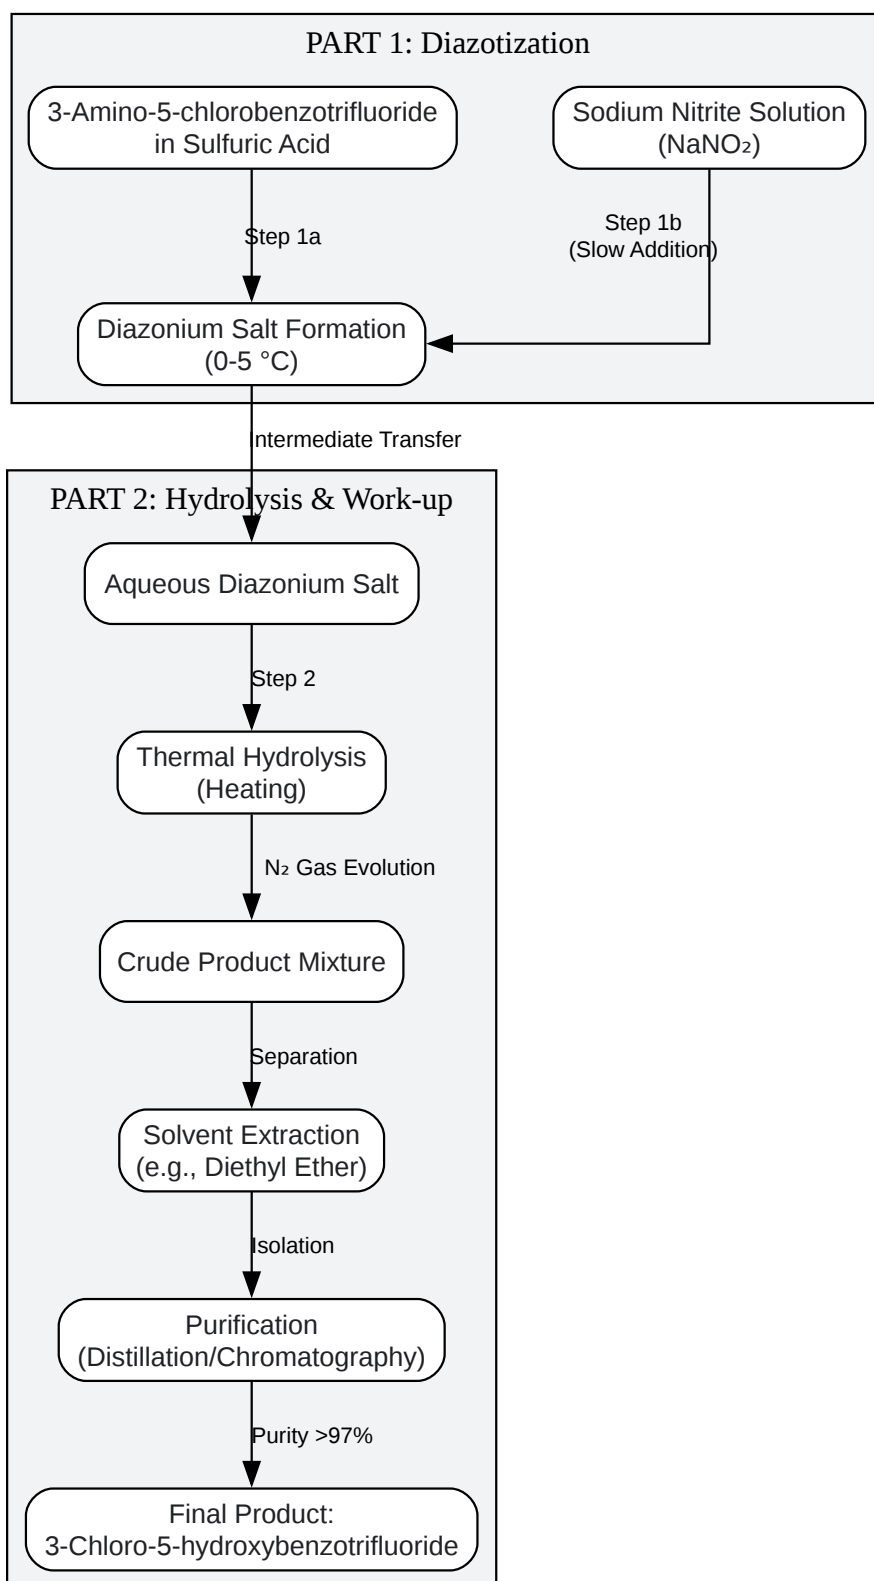 PART 1: Diazotization
3-Amino-5-chlorobenzotrifluoride
in Sulfuric Acid
Sodium Nitrite Solution
(NaNO₂)
Step 1a
Step 1b
(Slow Addition)
Diazonium Salt Formation
(0-5 °C)
Intermediate Transfer
PART 2: Hydrolysis & Work-up
Aqueous Diazonium Salt
Step 2
Thermal Hydrolysis
(Heating)
N₂ Gas Evolution
Crude Product Mixture
Separation
Solvent Extraction
(e.g., Diethyl Ether)
Isolation
Purification
(Distillation/Chromatography)
Purity >97%
Final Product:
3-Chloro-5-hydroxybenzotrifluoride